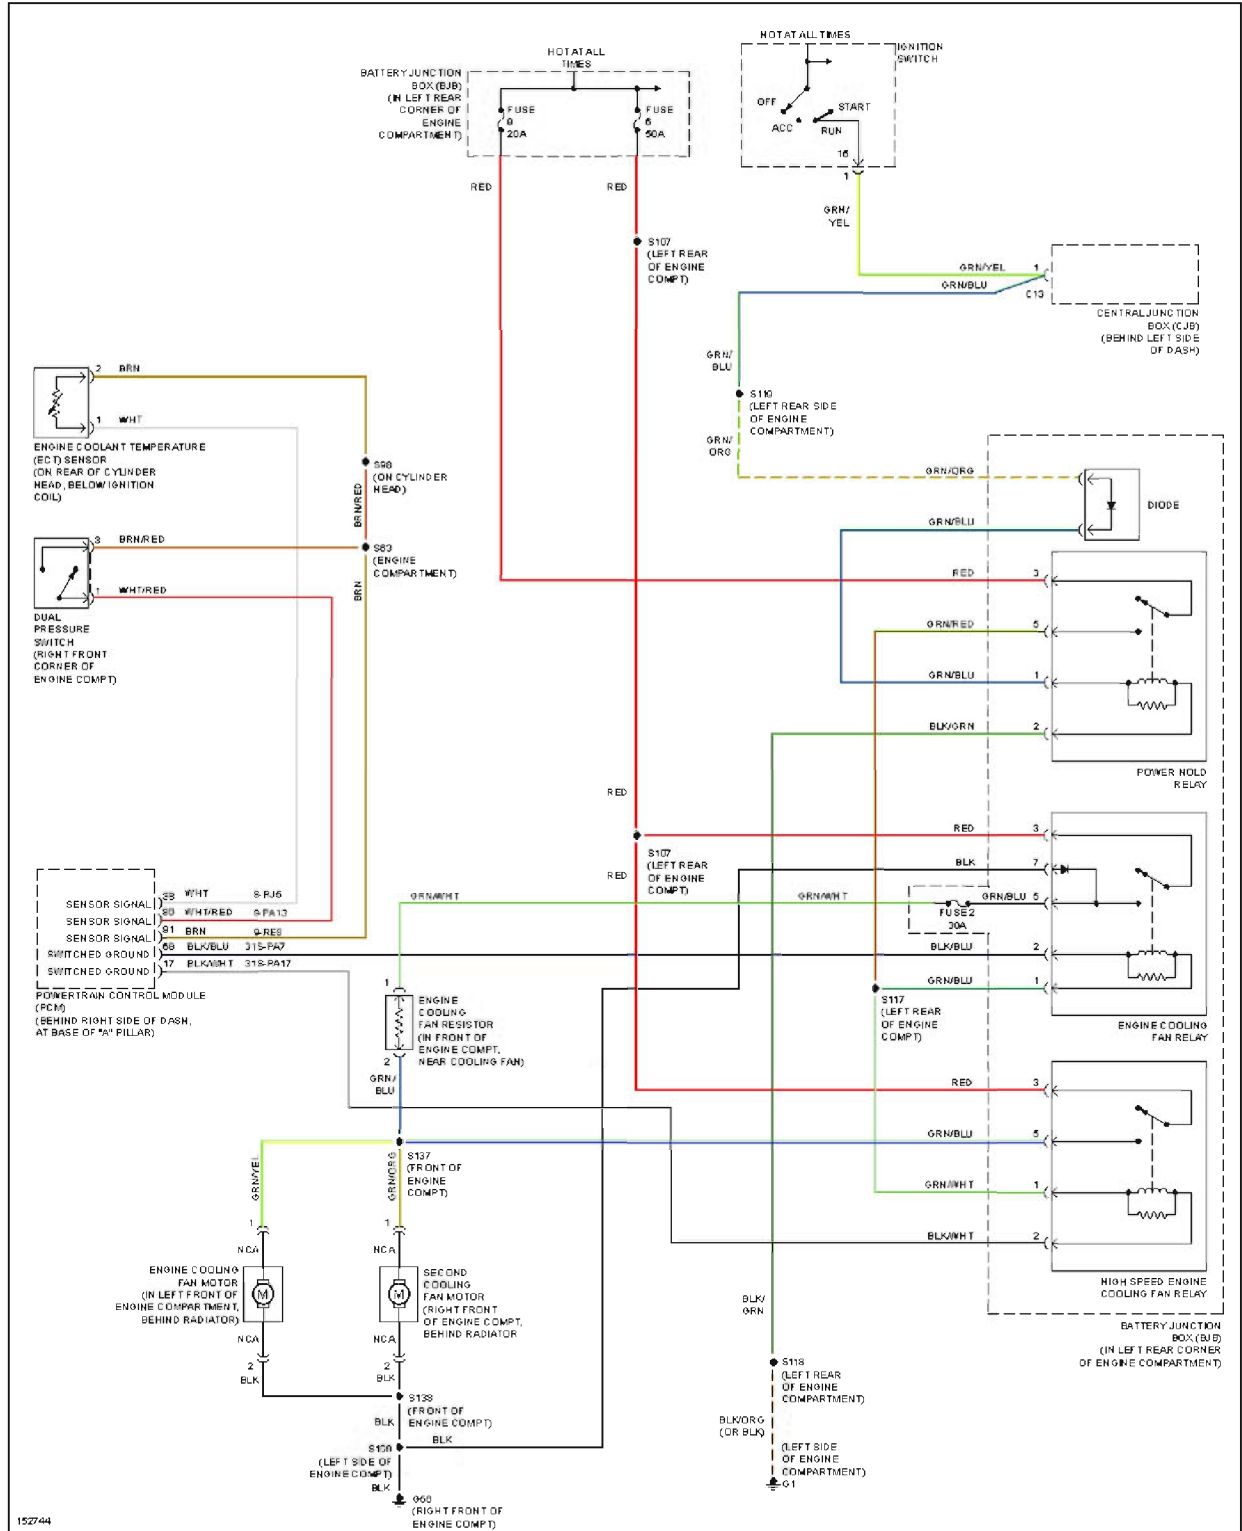 HOT AT ALL
TIMES
BATTERY JUNCTION
BOX (BJB)
(IN LEFT REAR
CORNER OF
ENGINE
COMPARTMENT)
FUSE
20A
FUSE
6
50A
HOT AT ALL TIMES
IGNITION
SWITCH
OFF
ACC
START
RUN
16
1
RED
RED
GRN/
YEL
S107
(LEFT REAR
OF ENGINE
COMPT)
GRN/YEL
1
GRN/BLU
C13
CENTRAL JUNCTION
BOX (CJB)
(BEHIND LEFT SIDE
OF DASH)
GRN/
BLU
S119
(LEFT REAR SIDE
OF ENGINE
COMPARTMENT)
GRN/
ORG
GRN/ORG
DIODE
GRN/BLU
2
BRN
1
WHT
ENGINE COOLANT TEMPERATURE
(ECT) SENSOR
(ON REAR OF CYLINDER
HEAD, BELOW IGNITION
COIL)
S98
(ON CYLINDER
HEAD)
BRN/RED
3
BRN/RED
S63
(ENGINE
COMPARTMENT)
BRN
1
WHT/RED
DUAL
PRESSURE
SWITCH
(RIGHT FRONT
CORNER OF
ENGINE COMPT)
RED
3
GRN/RED
5
GRN/BLU
1
BLK/GRN
2
POWER HOLD
RELAY
RED
S107
(LEFT REAR
OF ENGINE
COMPT)
RED
RED
3
BLK
7
GRN/WHT
GRN/WHT
FUSE 2
30A
GRN/BLU
5
BLK/BLU
2
GRN/BLU
1
S117
(LEFT REAR
OF ENGINE
COMPT)
ENGINE COOLING
FAN RELAY
SENSOR SIGNAL
WHT
SENSOR SIGNAL
WHT/RED
9-PA13
SENSOR SIGNAL
91
BRN
SWITCHED GROUND
BLK/BLU
31S-PA7
SWITCHED GROUND
17
BLK/WHT
31S-PA17
POWERTRAIN CONTROL MODULE
(PCM)
(BEHIND RIGHT SIDE OF DASH,
AT BASE OF "A" PILLAR)
1
ENGINE
COOLING
FAN RESISTOR
(IN FRONT OF
ENGINE COMPT,
NEAR COOLING FAN)
2
GRN/
BLU
S137
(FRONT OF
ENGINE
COMPT)
GRN/YEL
GRN/ORG
RED
3
GRN/BLU
5
GRN/WHT
1
BLK/WHT
2
HIGH SPEED ENGINE
COOLING FAN RELAY
BATTERY JUNCTION
BOX (BJB)
(IN LEFT REAR CORNER
OF ENGINE COMPARTMENT)
1
NCA
1
NCA
ENGINE COOLING
FAN MOTOR
(IN LEFT FRONT OF
ENGINE COMPARTMENT,
BEHIND RADIATOR)
M
M
SECOND
COOLING
FAN MOTOR
(RIGHT FRONT
OF ENGINE COMPT,
BEHIND RADIATOR
NCA
2
BLK
NCA
2
BLK
S138
(FRONT OF
ENGINE COMPT)
BLK
BLK
(LEFT SIDE OF
ENGINE COMPT)
BLK
(RIGHT FRONT OF
ENGINE COMPT)
BLK/
GRN
S118
(LEFT REAR
OF ENGINE
COMPARTMENT)
BLK/ORG
(OR BLK)
(LEFT SIDE
OF ENGINE
COMPARTMENT)
G1
152744